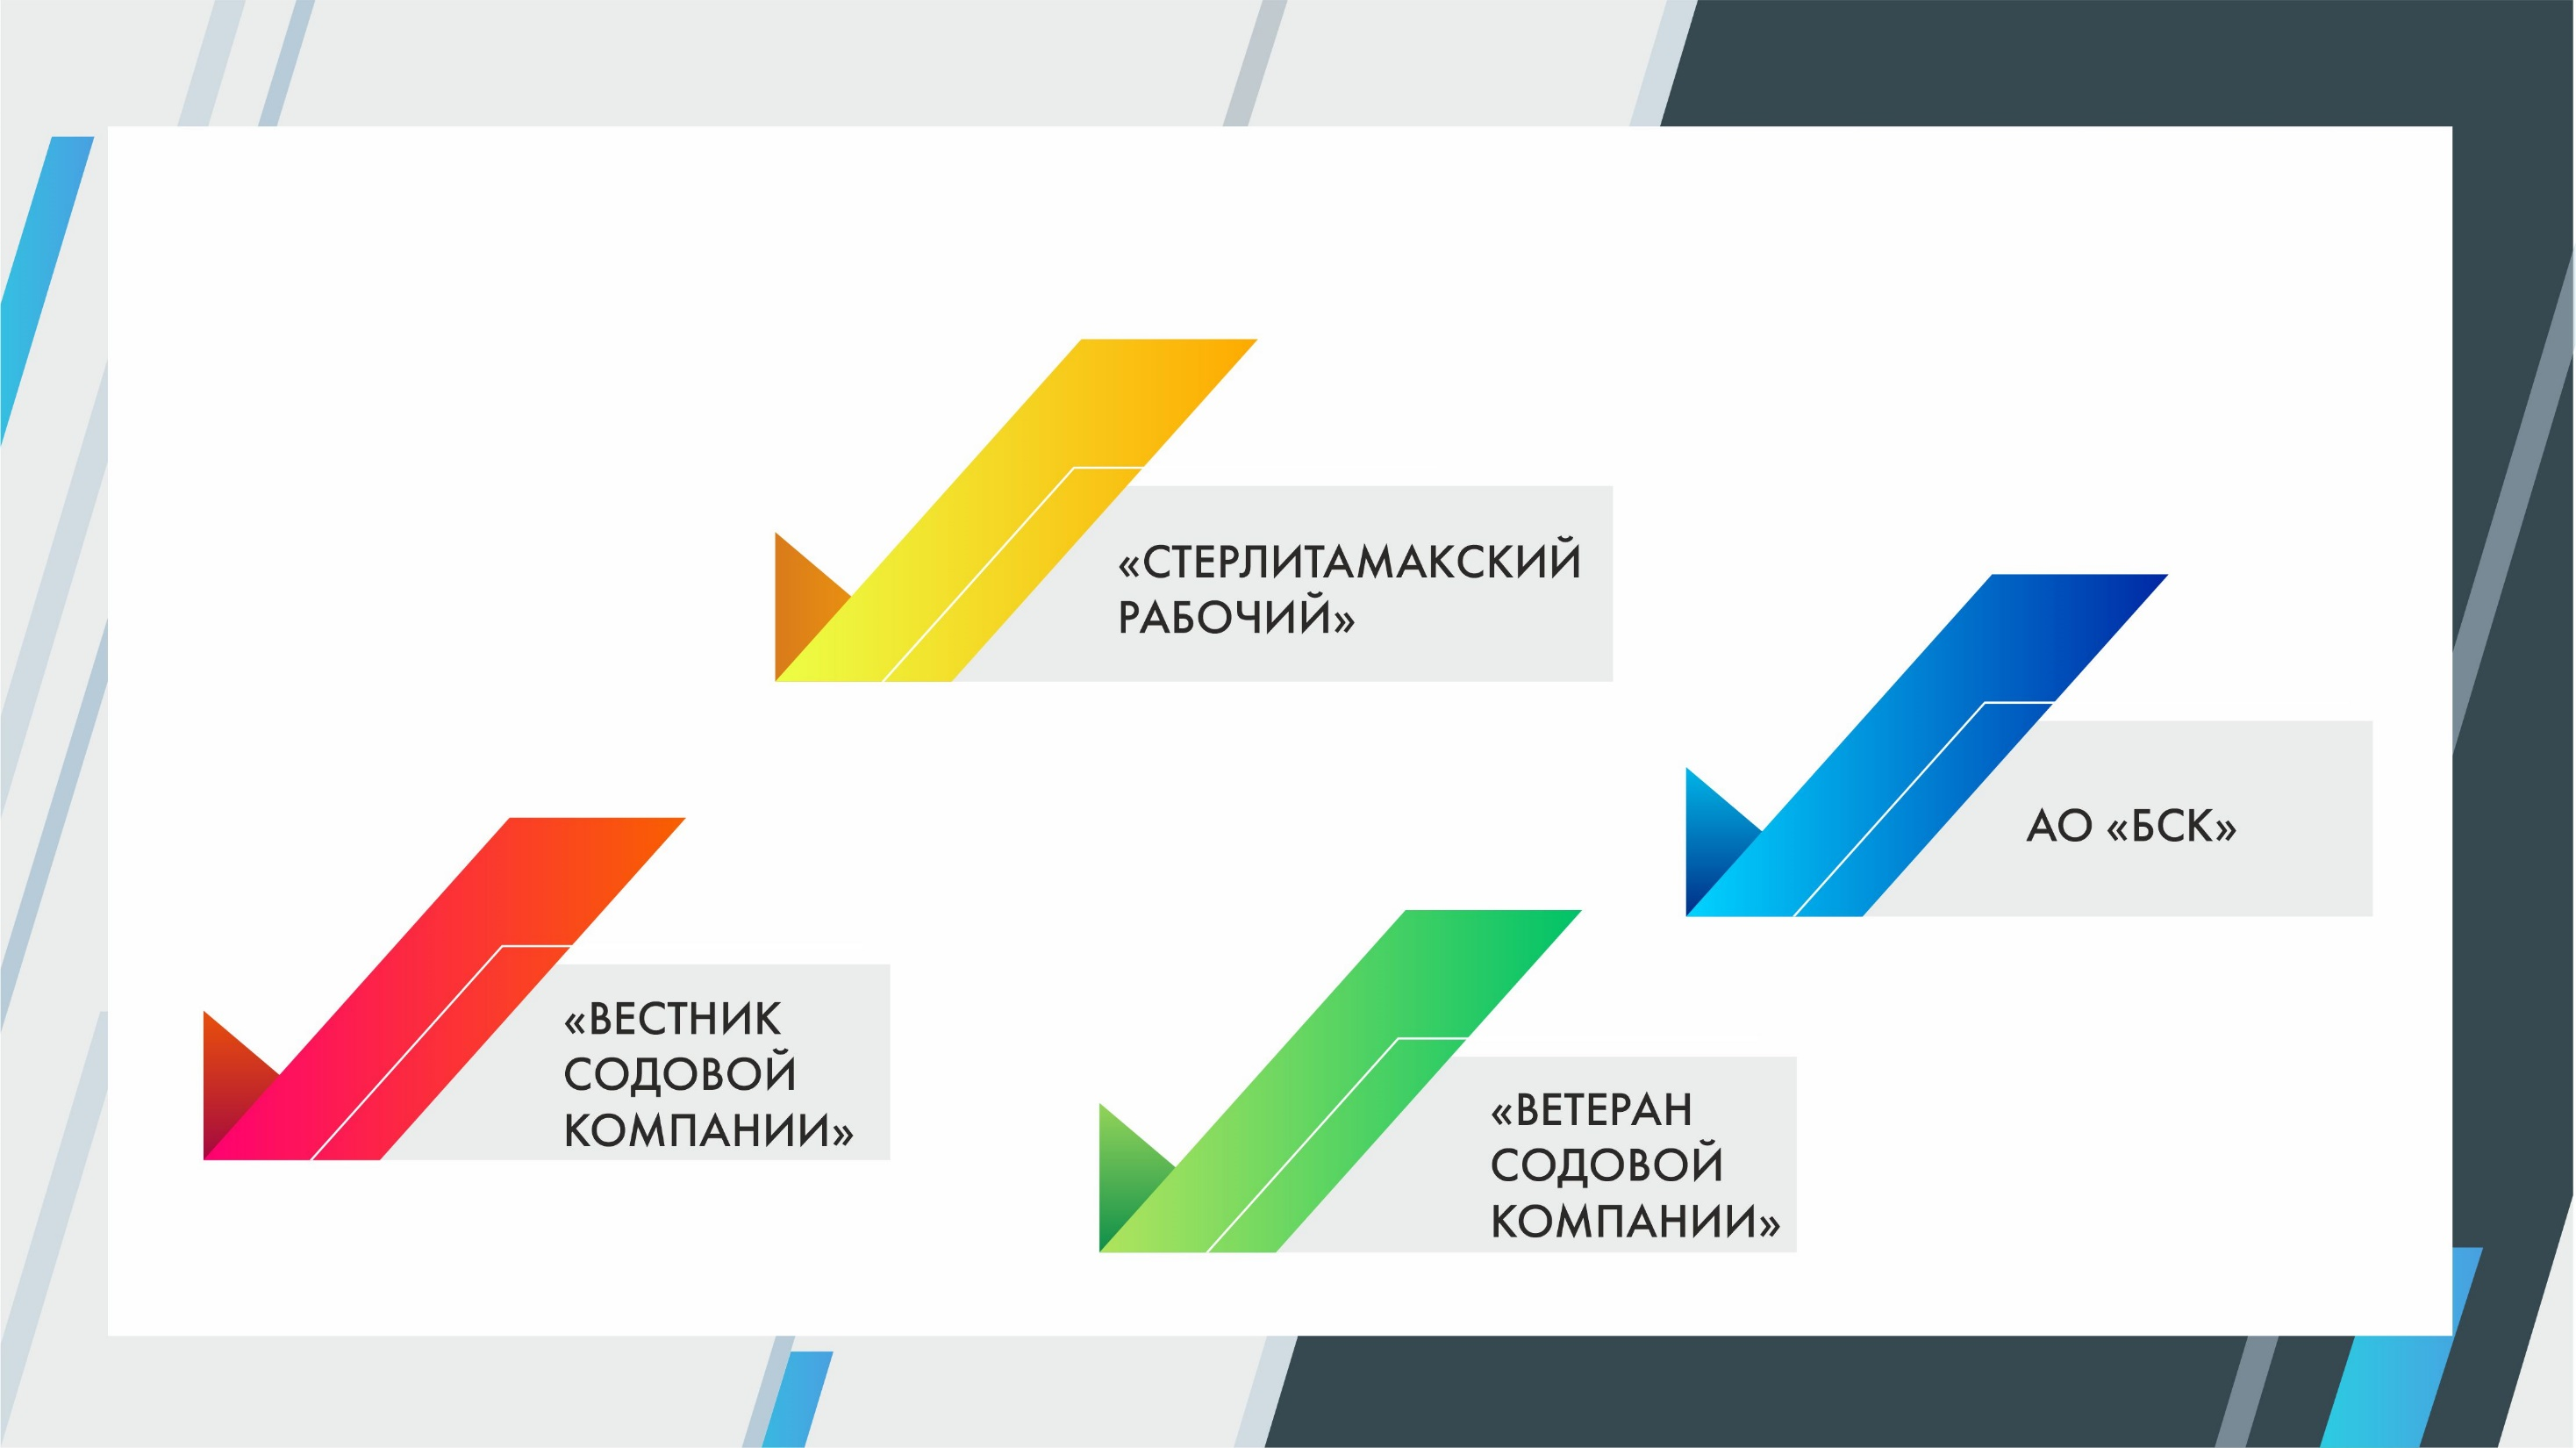 «СТЕРЛИТАМАКСКИЙ
РАБОЧИЙ»
АО «БСК»
«ВЕСТНИК
СОДОВОЙ
КОМПАНИИ»
«ВЕТЕРАН
СОДОВОЙ
КОМПАНИИ»